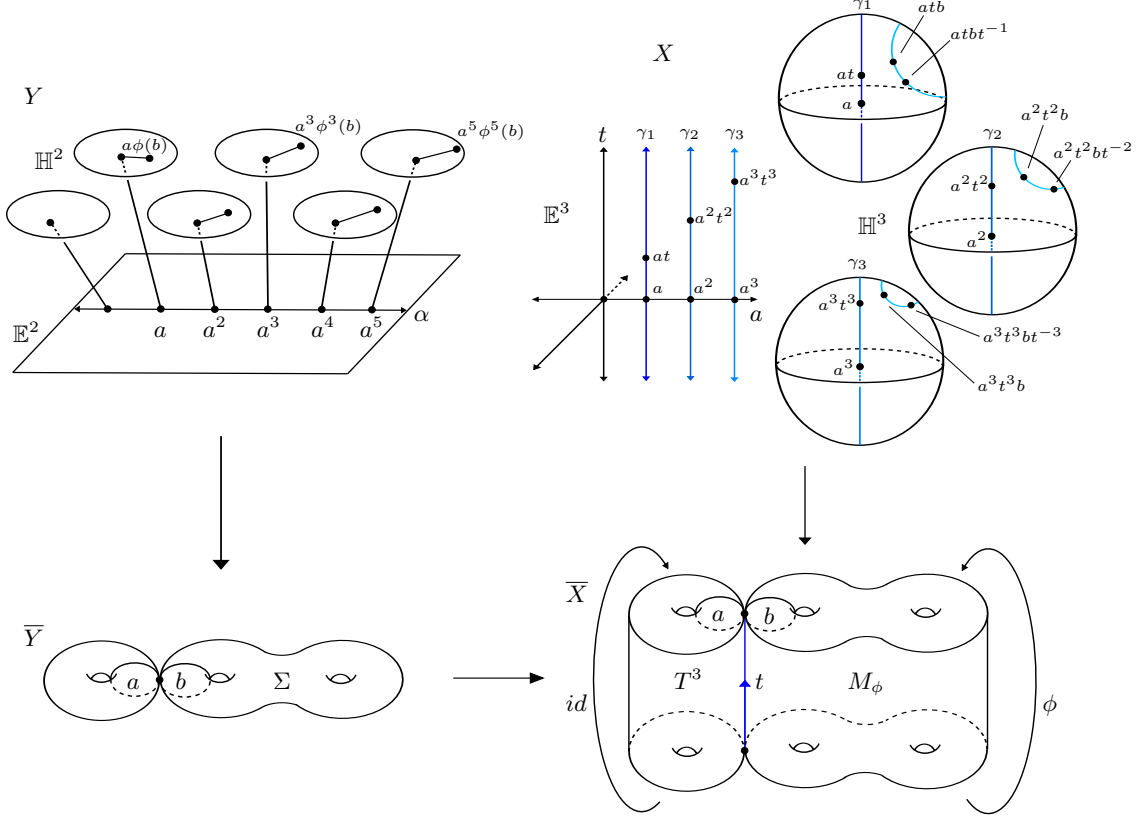 Y
ℍ²
aϕ(b)
a³ϕ³(b)
a⁵ϕ⁵(b)
𝔼²
a
a²
a³
a⁴
a⁵
α
X
t
γ₁
γ₂
γ₃
𝔼³
at
a²t²
a³t³
a
a²
a³
a
γ₁
atb
atbt⁻¹
at
a
γ₂
a²t²b
a²t²bt⁻²
a²t²
a²
ℍ³
γ₃
a³t³
a³
a³t³bt⁻³
a³t³b
Y̅
a
b
Σ
X̅
a
b
T³
t
M_ϕ
id
ϕ